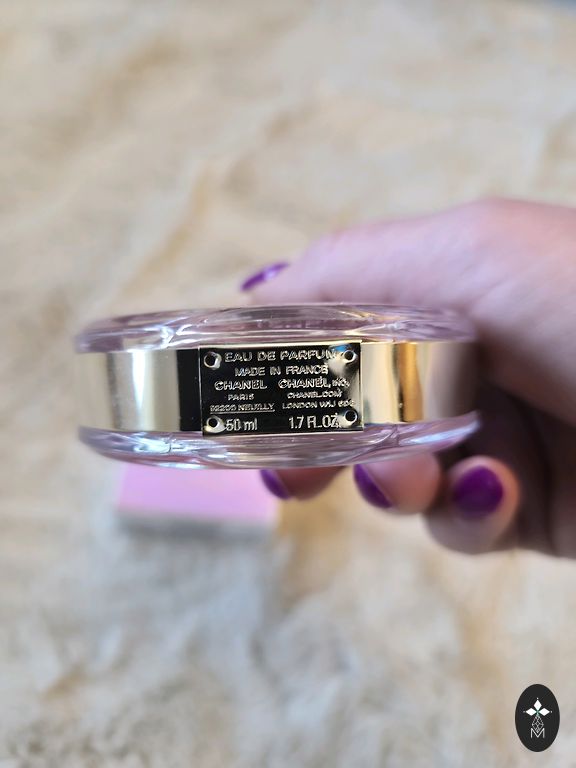 EAU DE PARFUM
MADE IN FRANCE
CHANEL CHANEL, INC.
PARIS CHANEL.COM
92200 NEUILLY LONDON W1J 6DG
50 ml 1.7 FL.OZ.
M